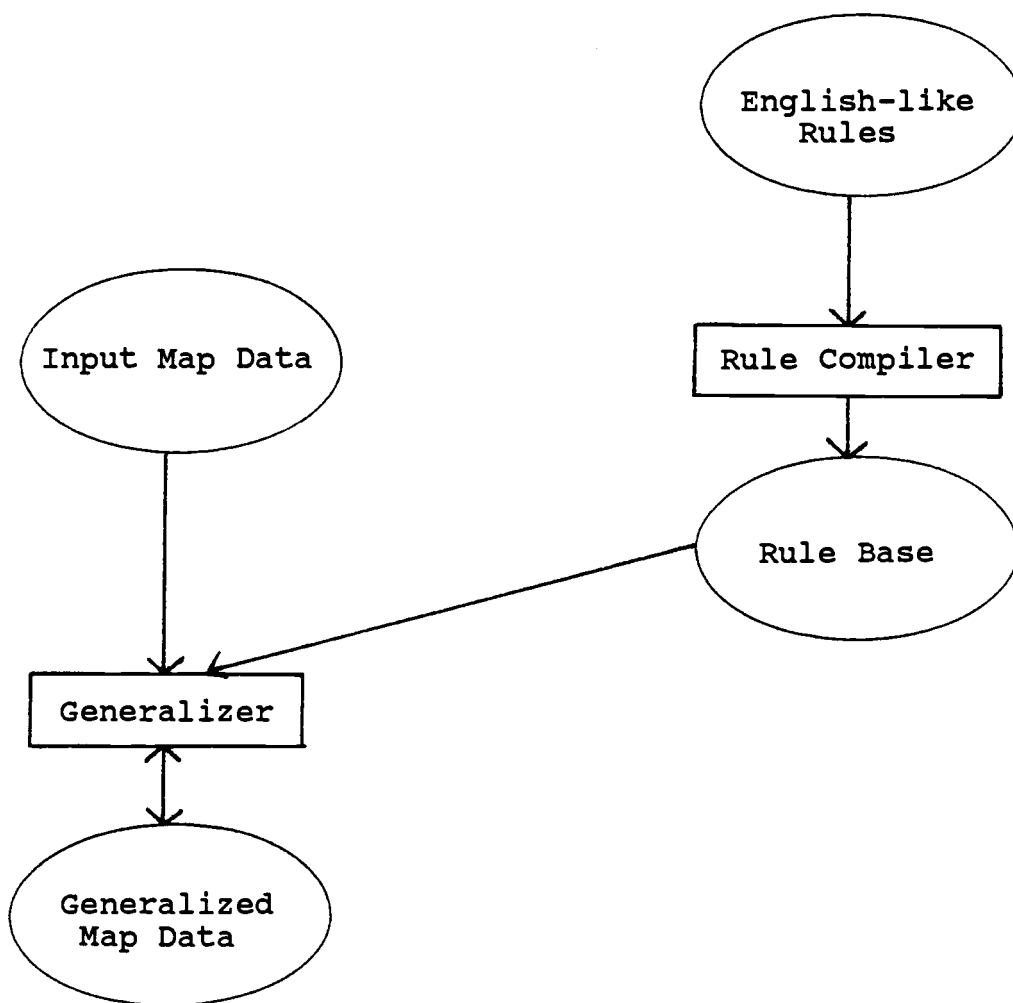 English-like
Rules
Input Map Data
Rule Compiler
Rule Base
Generalizer
Generalized
Map Data